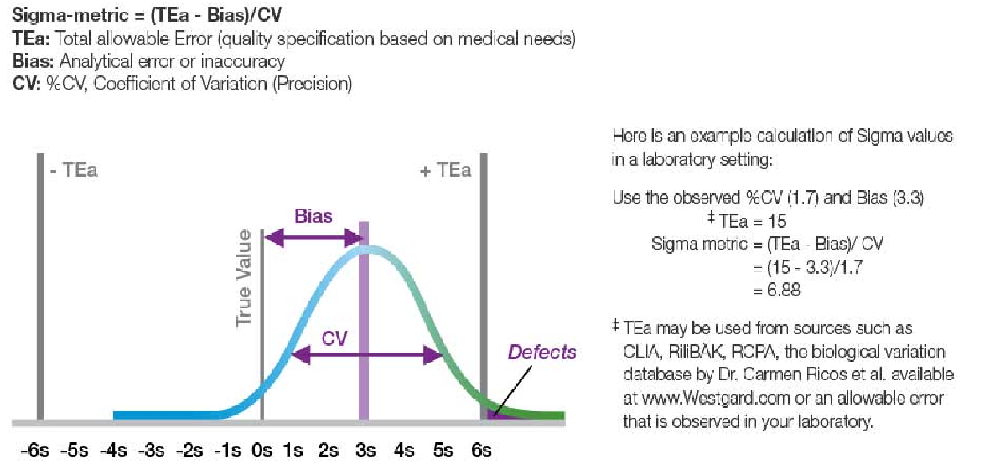 Sigma-metric = (TEa - Bias)/CV
TEa: Total allowable Error (quality specification based on medical needs)
Bias: Analytical error or inaccuracy
CV: %CV, Coefficient of Variation (Precision)
- TEa
+ TEa
Bias
True Value
CV
Defects
-6s -5s -4s -3s -2s -1s 0s 1s 2s 3s 4s 5s 6s
Here is an example calculation of Sigma values
in a laboratory setting:
Use the observed %CV (1.7) and Bias (3.3)
‡ TEa = 15
Sigma metric = (TEa - Bias)/ CV
= (15 - 3.3)/1.7
= 6.88
‡ TEa may be used from sources such as
CLIA, RiliBÄK, RCPA, the biological variation
database by Dr. Carmen Ricos et al. available
at www.Westgard.com or an allowable error
that is observed in your laboratory.